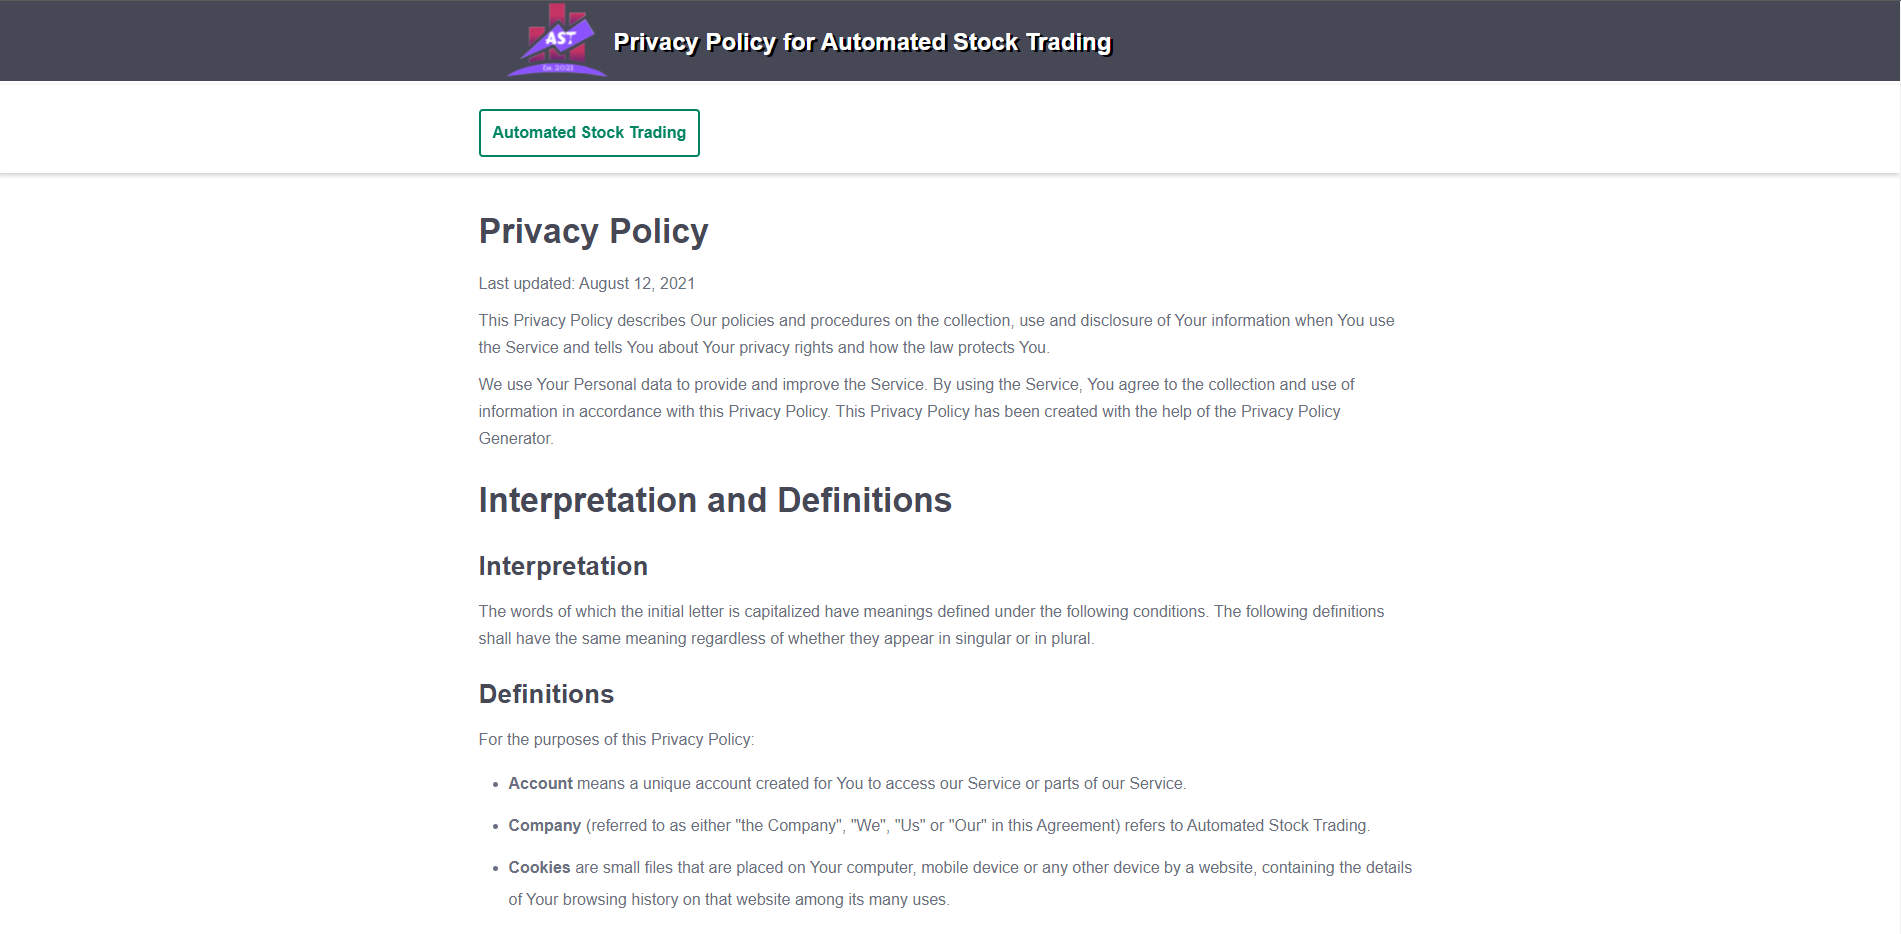 AST
Est. 2021
Privacy Policy for Automated Stock Trading
Automated Stock Trading
Privacy Policy
Last updated: August 12, 2021
This Privacy Policy describes Our policies and procedures on the collection, use and disclosure of Your information when You use
the Service and tells You about Your privacy rights and how the law protects You.
We use Your Personal data to provide and improve the Service. By using the Service, You agree to the collection and use of
information in accordance with this Privacy Policy. This Privacy Policy has been created with the help of the Privacy Policy
Generator.
Interpretation and Definitions
Interpretation
The words of which the initial letter is capitalized have meanings defined under the following conditions. The following definitions
shall have the same meaning regardless of whether they appear in singular or in plural.
Definitions
For the purposes of this Privacy Policy:
• Account means a unique account created for You to access our Service or parts of our Service.
• Company (referred to as either "the Company", "We", "Us" or "Our" in this Agreement) refers to Automated Stock Trading.
• Cookies are small files that are placed on Your computer, mobile device or any other device by a website, containing the details
of Your browsing history on that website among its many uses.